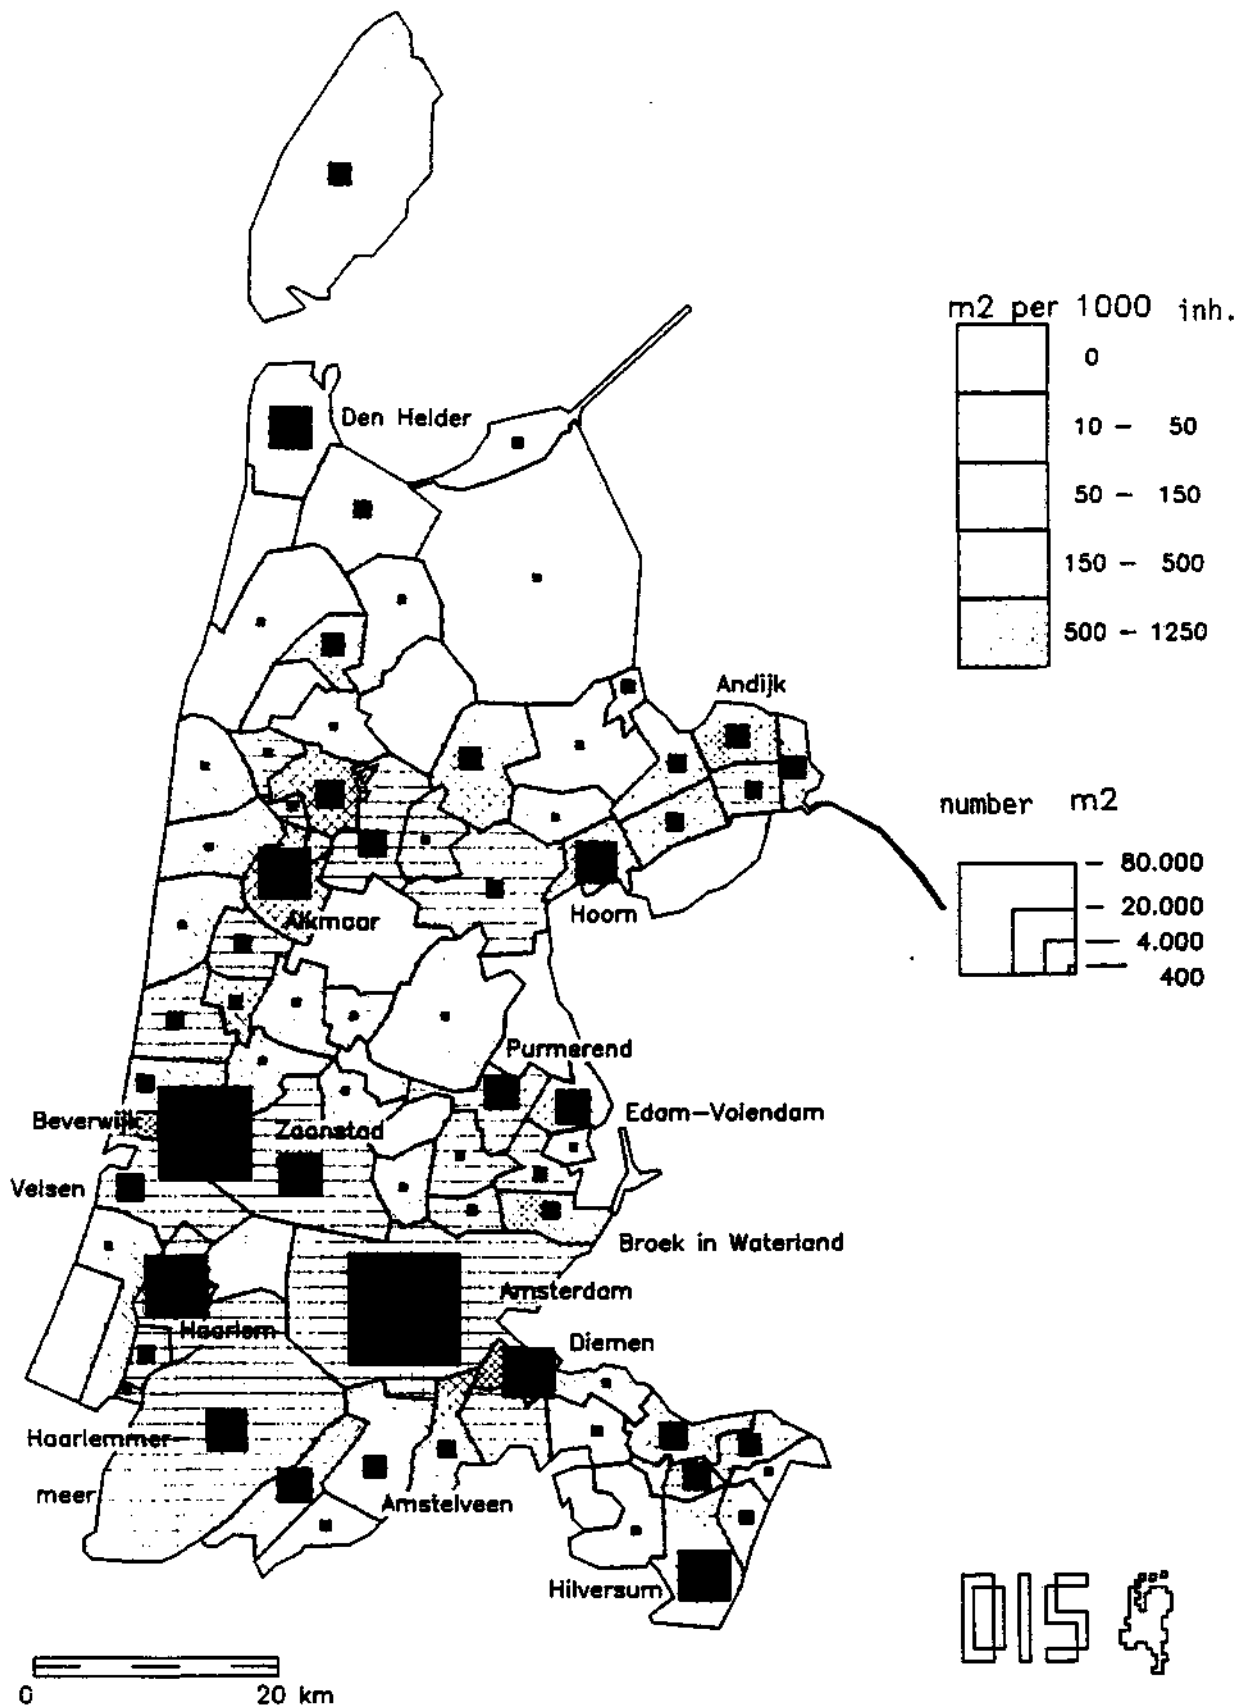 m2 per 1000 inh.
0
10 - 50
Den Helder
50 - 150
150 - 500
500 - 1250
Andijk
number m2
80.000
20.000
4.000
400
Hoorn
Alkmaar
Purmerend
Edam-Volendam
Beverwijk
Zaanstad
Velsen
Broek in Waterland
Amsterdam
Haarlem
Diemen
Haarlemmer-
meer
Amstelveen
Hilversum
DIS
0 20 km